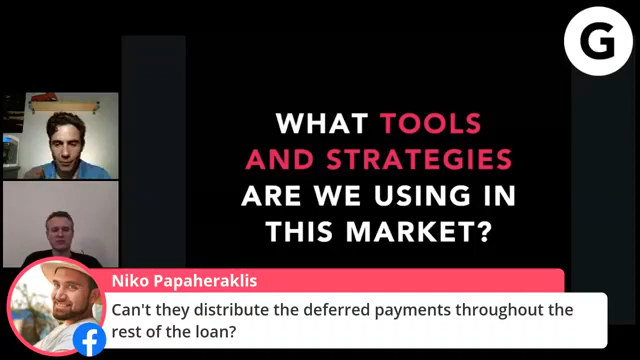 G
WHAT TOOLS
AND STRATEGIES
ARE WE USING IN
THIS MARKET?
Niko Papaheraklis
Can't they distribute the deferred payments throughout the
rest of the loan?
f